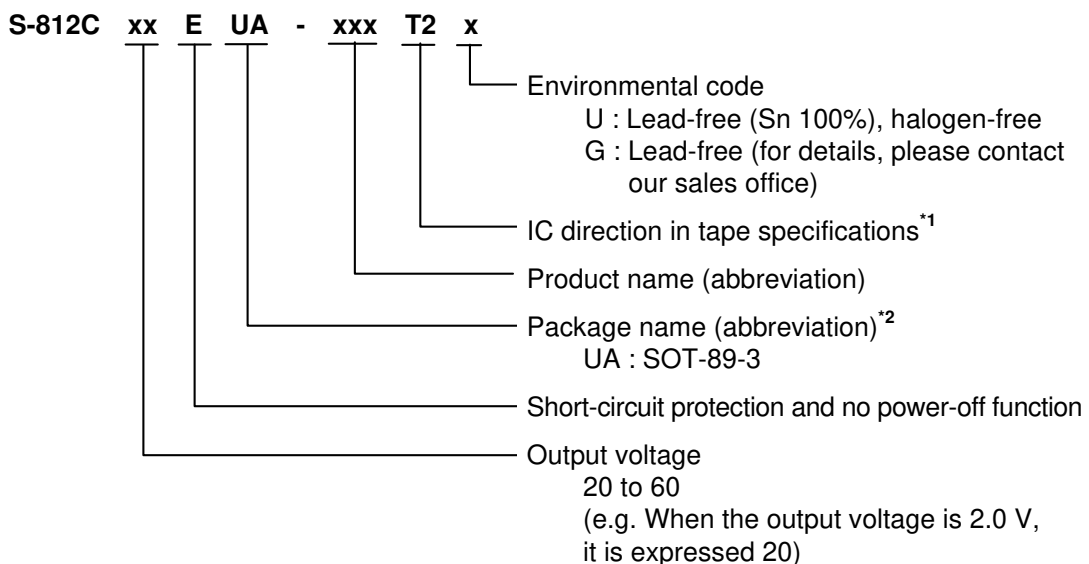 S-812C xx E UA - xxx T2 x
Environmental code
U : Lead-free (Sn 100%), halogen-free
G : Lead-free (for details, please contact
our sales office)
IC direction in tape specifications*1
Product name (abbreviation)
Package name (abbreviation)*2
UA : SOT-89-3
Short-circuit protection and no power-off function
Output voltage
20 to 60
(e.g. When the output voltage is 2.0 V,
it is expressed 20)